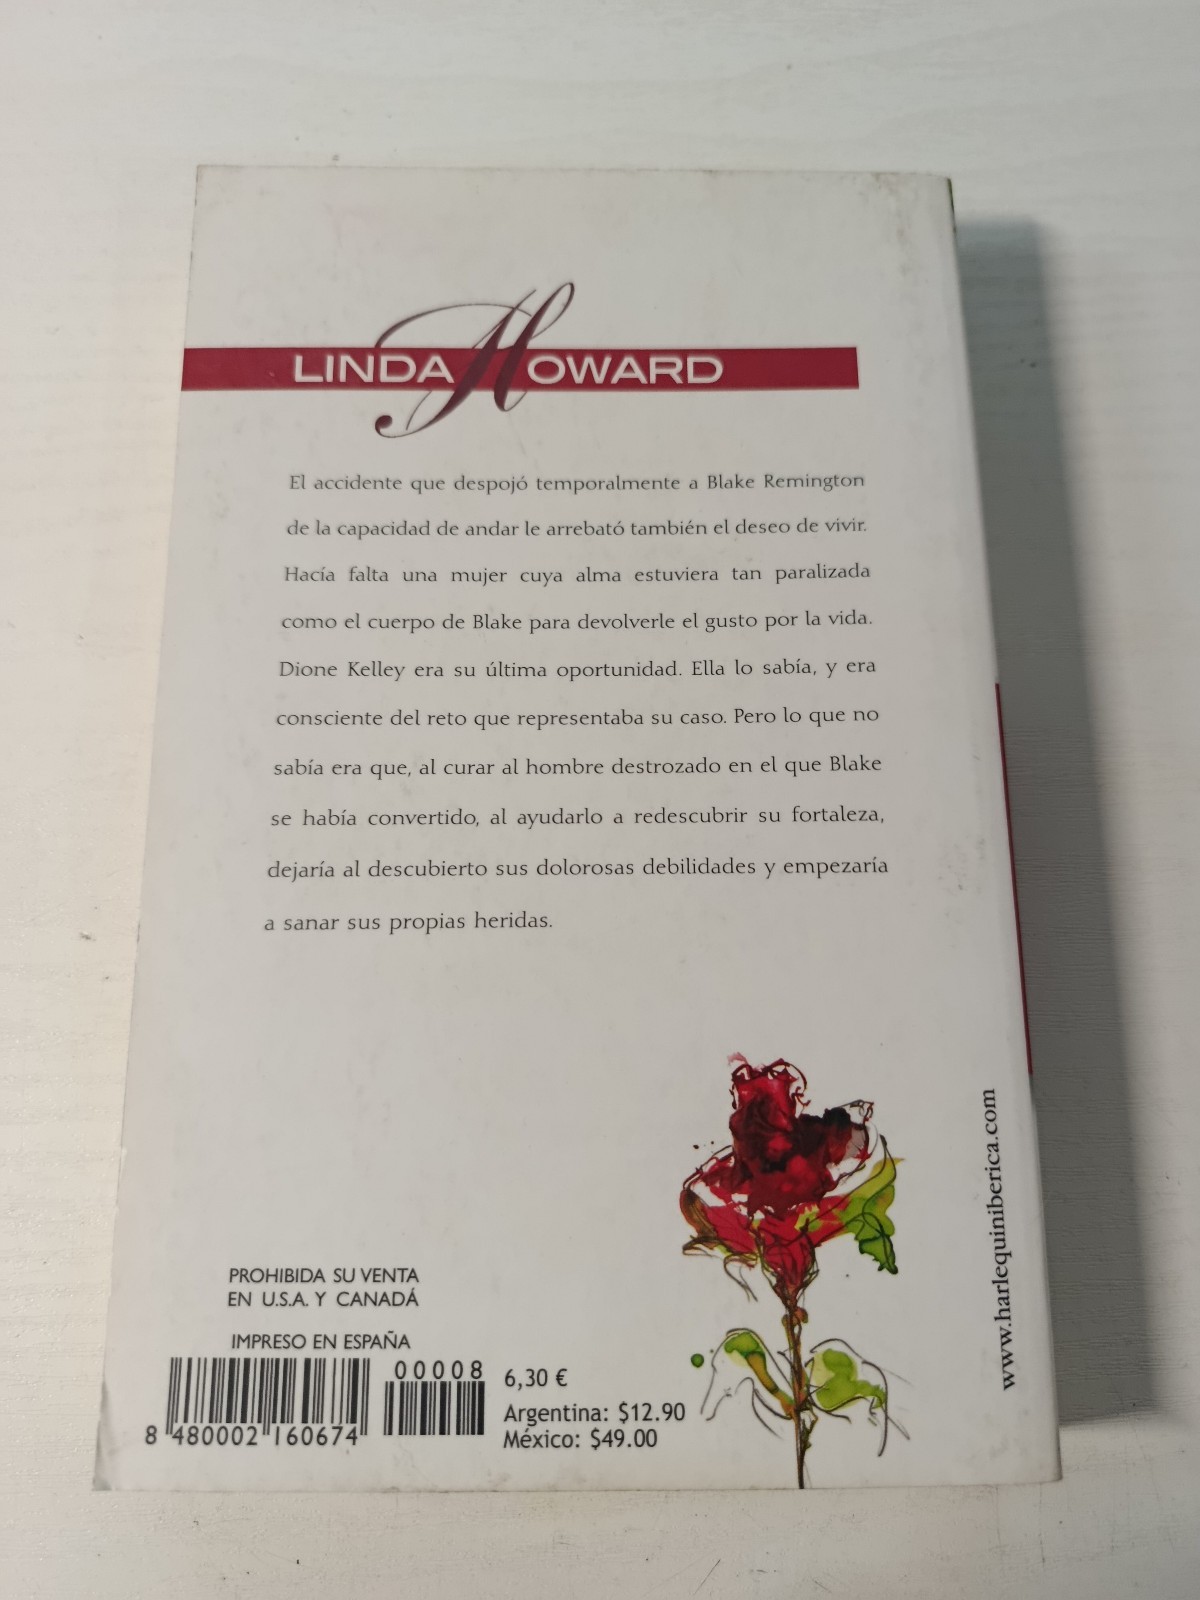 LINDA HOWARD
El accidente que despojó temporalmente a Blake Remington
de la capacidad de andar le arrebató también el deseo de vivir.
Hacía falta una mujer cuya alma estuviera tan paralizada
como el cuerpo de Blake para devolverle el gusto por la vida.
Dione Kelley era su última oportunidad. Ella lo sabía, y era
consciente del reto que representaba su caso. Pero lo que no
sabía era que, al curar al hombre destrozado en el que Blake
se había convertido, al ayudarlo a redescubrir su fortaleza,
dejaría al descubierto sus dolorosas debilidades y empezaría
a sanar sus propias heridas.
PROHIBIDA SU VENTA
EN U.S.A. Y CANADÁ
IMPRESO EN ESPAÑA
00008
8 480002 160674
6,30 €
Argentina: $12.90
México: $49.00
www.harlequiniberica.com